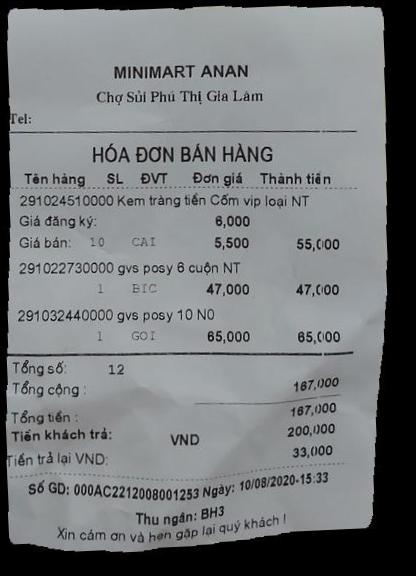 MINIMART ANAN
Chợ Sủi Phú Thị Gia Lâm
Tel:
HÓA ĐƠN BÁN HÀNG
Tên hàng SL ĐVT Đơn giá Thành tiền
291024510000 Kem tràng tiền Cốm vip loại NT
Giá đăng ký: 6,000
Giá bán: 10 CAI 5,500 55,000
291022730000 gvs posy 6 cuộn NT
1 BIC 47,000 47,000
291032440000 gvs posy 10 N0
1 GOI 65,000 65,000
Tổng số: 12
Tổng cộng : 167,000
Tổng tiền : 167,000
Tiền khách trả: VND 200,000
Tiền trả lại VND: 33,000
Số GD: 000AC2212008001253 Ngày: 10/08/2020-15:33
Thu ngân: BH3
Xin cảm ơn và hẹn gặp lại quý khách !